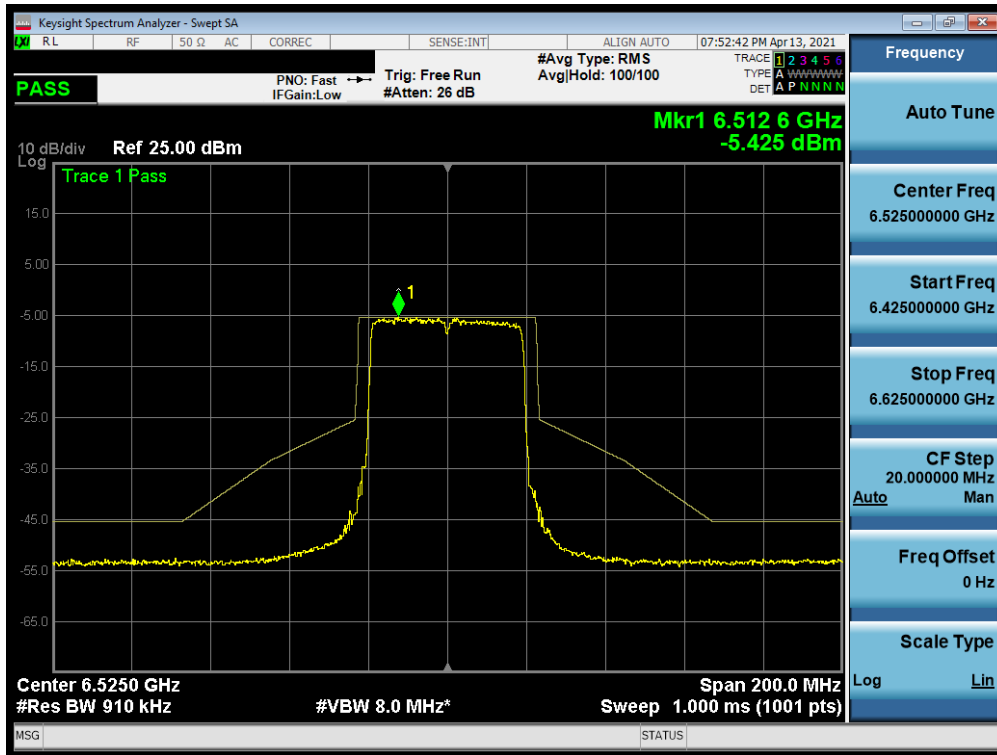 Keysight Spectrum Analyzer - Swept SA
LXI RL RF 50 Ω AC CORREC SENSE:INT ALIGN AUTO 07:52:42 PM Apr 13, 2021
PASS
PNO: Fast
IFGain:Low
Trig: Free Run
#Atten: 26 dB
#Avg Type: RMS
Avg|Hold: 100/100
TRACE 1 2 3 4 5 6
TYPE A WWWWW
DET A P N N N N
Mkr1 6.512 6 GHz
-5.425 dBm
10 dB/div Ref 25.00 dBm
Log
Trace 1 Pass
15.0
5.00
1
-5.00
-15.0
-25.0
-35.0
-45.0
-55.0
-65.0
Center 6.5250 GHz Span 200.0 MHz
#Res BW 910 kHz #VBW 8.0 MHz* Sweep 1.000 ms (1001 pts)
MSG STATUS
Frequency
Auto Tune
Center Freq
6.525000000 GHz
Start Freq
6.425000000 GHz
Stop Freq
6.625000000 GHz
CF Step
20.000000 MHz
Auto Man
Freq Offset
0 Hz
Scale Type
Log Lin